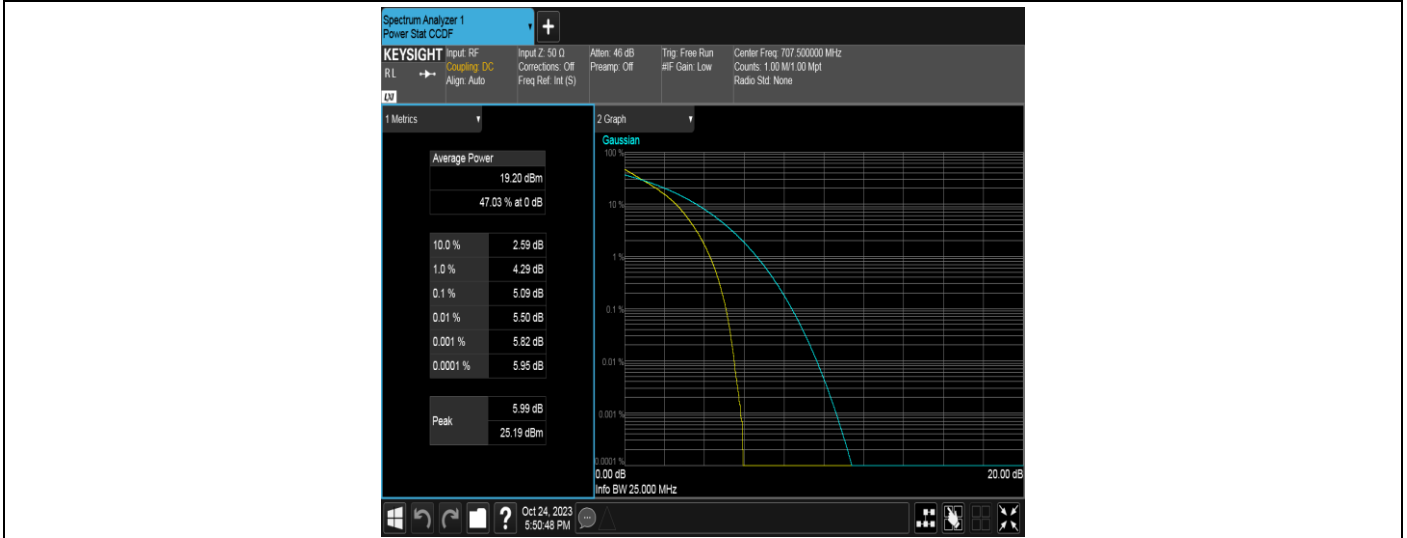 Spectrum Analyzer 1
Power Stat CCDF
+
KEYSIGHT
RL
LXI
Input: RF
Coupling: DC
Align: Auto
Input Z: 50 Ω
Corrections: Off
Freq Ref: Int (S)
Atten: 46 dB
Preamp: Off
Trig: Free Run
#IF Gain: Low
Center Freq: 707.500000 MHz
Counts: 1.00 M/1.00 Mpt
Radio Std: None
1 Metrics
Average Power
19.20 dBm
47.03 % at 0 dB
10.0 % 2.59 dB
1.0 % 4.29 dB
0.1 % 5.09 dB
0.01 % 5.50 dB
0.001 % 5.82 dB
0.0001 % 5.95 dB
Peak
5.99 dB
25.19 dBm
2 Graph
Gaussian
100 %
10 %
1 %
0.1 %
0.01 %
0.001 %
0.0001 %
0.00 dB 20.00 dB
Info BW 25.000 MHz
?
Oct 24, 2023
5:50:48 PM